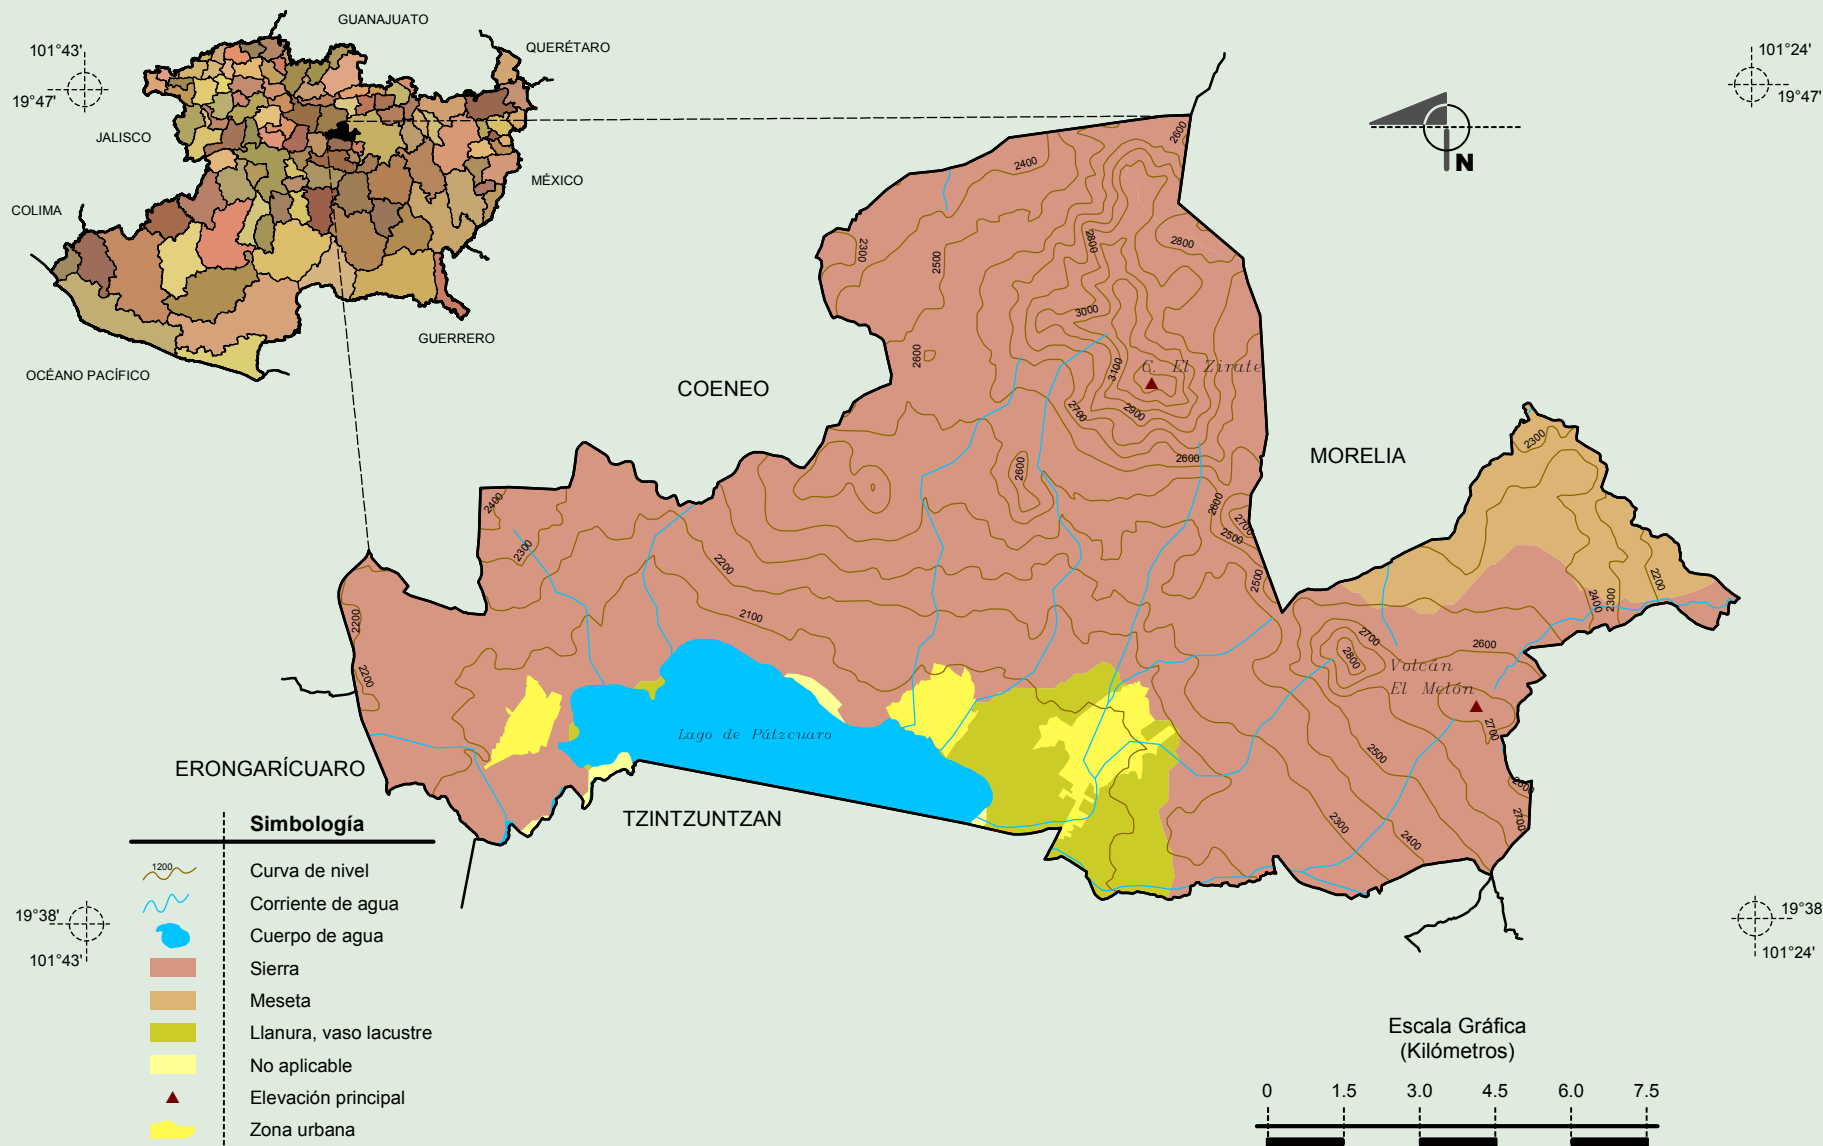 GUANAJUATO
QUERÉTARO
101°43'
19°47'
101°24'
19°47'
N
JALISCO
MÉXICO
COLIMA
GUERRERO
OCÉANO PACÍFICO
2600
2400
2800
2800
2300
2500
3000
2600
3100
C. El Zirate
2700
2900
COENEO
MORELIA
2300
2600
2600
2400
2600
2700
2500
2300
2200
2500
2200
2400
2300
2100
2200
2700
2600
2800
Volcán
El Melón
2200
2700
Lago de Pátzcuaro
2500
ERONGARÍCUARO
TZINTZUNTZAN
2600
2700
2300
2400
Simbología
1200
Curva de nivel
Corriente de agua
Cuerpo de agua
Sierra
Meseta
Llanura, vaso lacustre
No aplicable
Elevación principal
Zona urbana
19°38'
101°43'
19°38'
101°24'
Escala Gráfica
(Kilómetros)
0 1.5 3.0 4.5 6.0 7.5